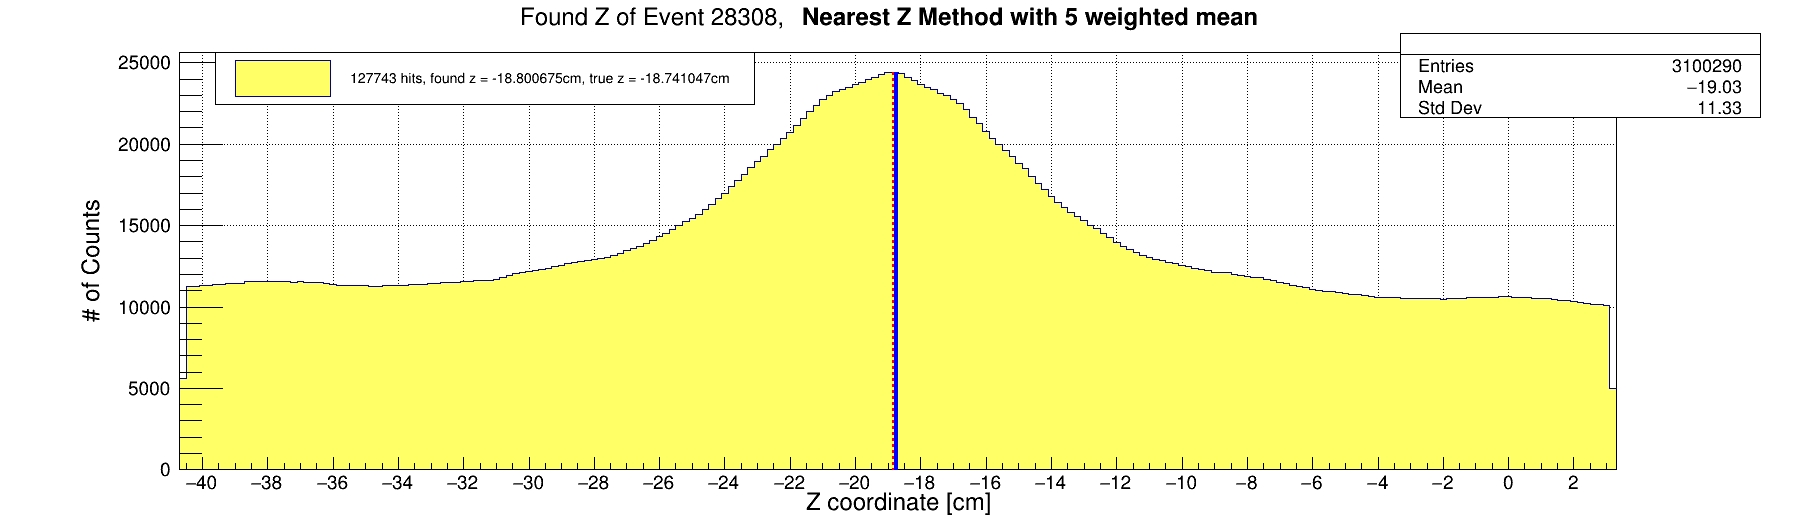 Found Z of Event 28308, Nearest Z Method with 5 weighted mean
127743 hits, found z = -18.800675cm, true z = -18.741047cm
Entries 3100290
Mean −19.03
Std Dev 11.33
# of Counts
25000
20000
15000
10000
5000
0
−40 −38 −36 −34 −32 −30 −28 −26 −24 −22 −20 −18 −16 −14 −12 −10 −8 −6 −4 −2 0 2
Z coordinate [cm]